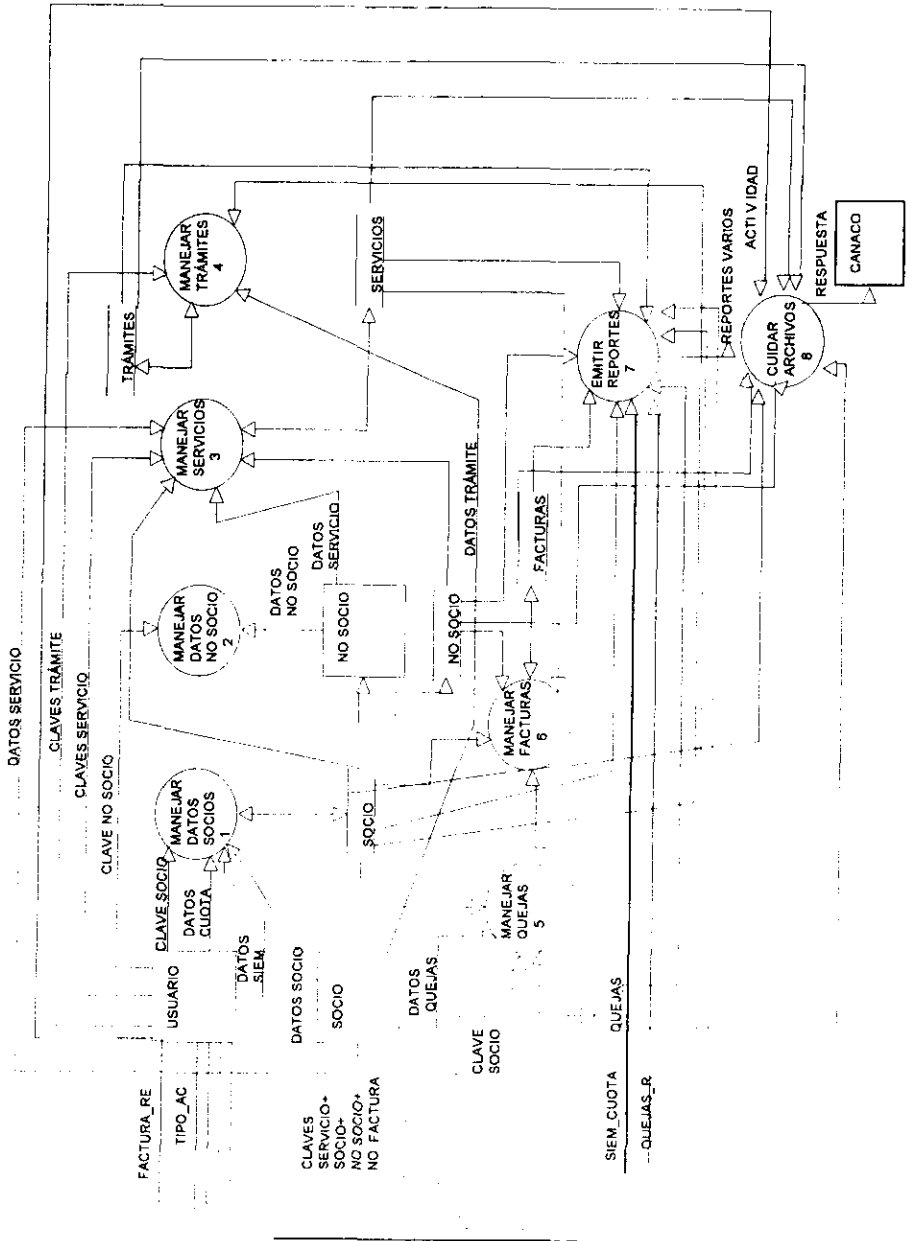 DATOS SERVICIO
CLAVES TRÁMITE
CLAVES SERVICIO
CLAVE NO SOCIO
CLAVE SOCIO
DATOS
CUOTA
USUARIO
DATOS
SIEM
FACTURA_RE
TIPO_AC
MANEJAR
DATOS
SOCIOS
1
MANEJAR
DATOS
NO SOCIO
2
MANEJAR
SERVICIOS
3
MANEJAR
TRÁMITES
4
TRÁMITES
DATOS
NO SOCIO
DATOS
SERVICIO
NO SOCIO
SERVICIOS
DATOS SOCIO
SOCIO
SOCIO
CLAVES
SERVICIO+
SOCIO+
NO SOCIO+
NO FACTURA
NO SOCIO
DATOS TRÁMITE
DATOS
QUEJAS
CLAVE
SOCIO
MANEJAR
QUEJAS
5
MANEJAR
FACTURAS
6
FACTURAS
EMITIR
REPORTES
7
SIEM_CUOTA
QUEJAS
QUEJAS_R
REPORTES VARIOS
ACTIVIDAD
CUIDAR
ARCHIVOS
8
RESPUESTA
CANACO